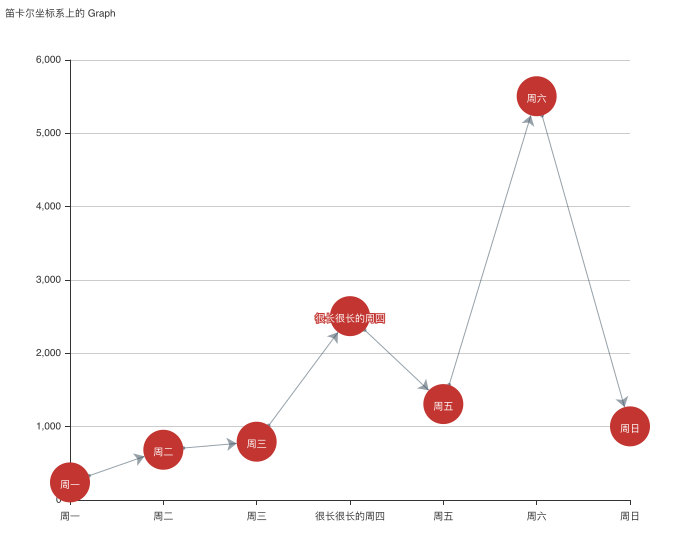 笛卡尔坐标系上的 Graph
6,000
5,000
4,000
3,000
2,000
1,000
0
周一
周二
周三
很长很长的周四
周五
周六
周日
周一
周二
周三
很长很长的周四
周五
周六
周日